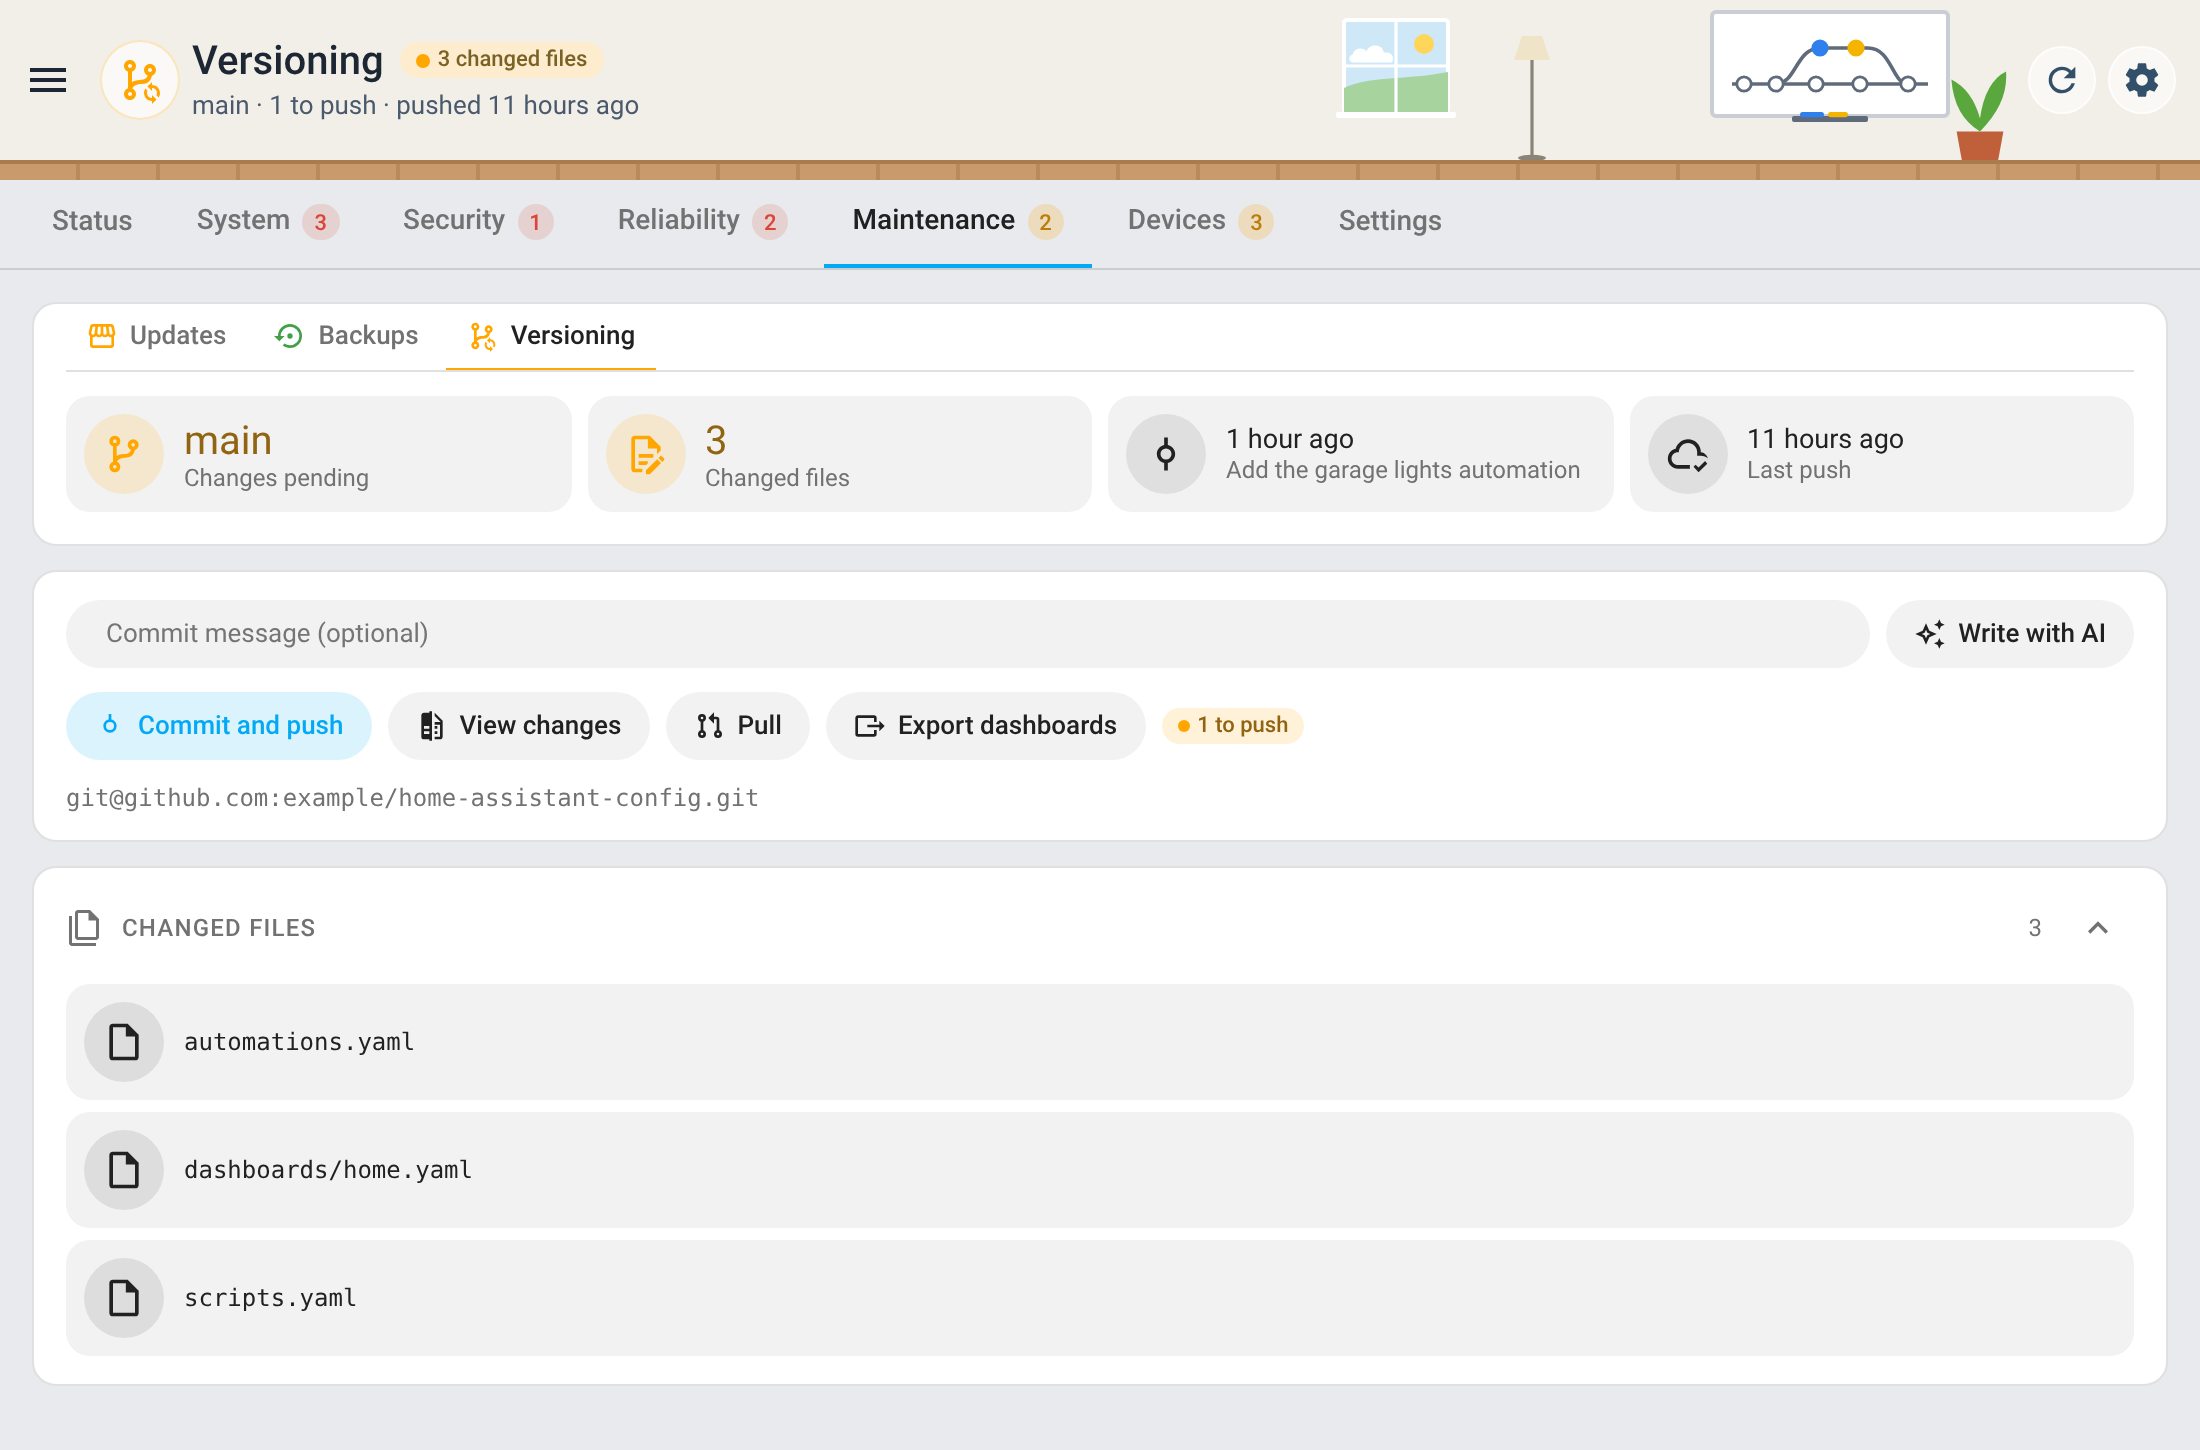 Versioning
3 changed files
main · 1 to push · pushed 11 hours ago
Status
System 3
Security 1
Reliability 2
Maintenance 2
Devices 3
Settings
Updates
Backups
Versioning
main
Changes pending
3
Changed files
1 hour ago
Add the garage lights automation
11 hours ago
Last push
Commit message (optional)
Write with AI
Commit and push
View changes
Pull
Export dashboards
1 to push
git@github.com:example/home-assistant-config.git
CHANGED FILES
3
automations.yaml
dashboards/home.yaml
scripts.yaml